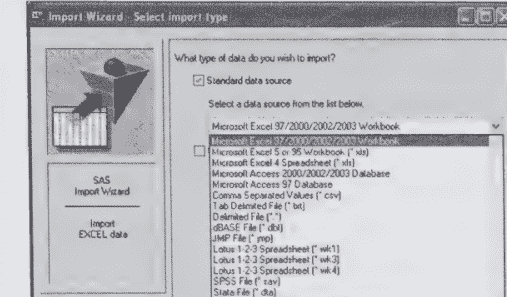 Import Wizard - Select import type
What type of data do you wish to import?
Standard data source
Select a data source from the list below.
Microsoft Excel 97/2000/2002/2003 Workbook
Microsoft Excel 97/2000/2002/2003 Workbook
Microsoft Excel 5 or 95 Workbook (*.xls)
Microsoft Excel 4 Spreadsheet (*.xls)
Microsoft Access 2000/2002/2003 Database
Microsoft Access 97 Database
Comma Separated Values (*.csv)
Tab Delimited File (*.txt)
Delimited File (*.*)
dBASE File (*.dbf)
JMP File (*.jmp)
Lotus 1-2-3 Spreadsheet (*.wk1)
Lotus 1-2-3 Spreadsheet (*.wk3)
Lotus 1-2-3 Spreadsheet (*.wk4)
SPSS File (*.sav)
Stata File (*.dta)
SAS
Import Wizard
Import
EXCEL data